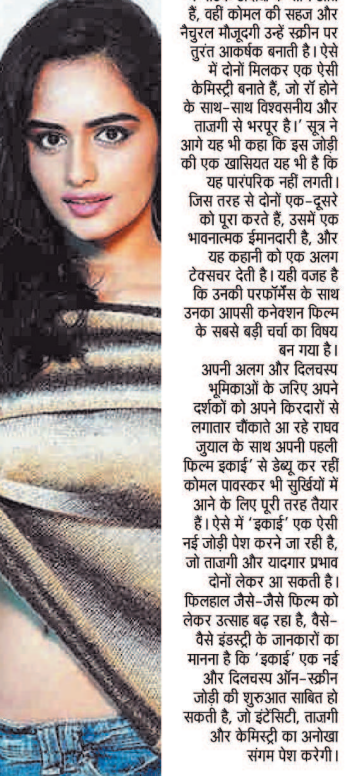 हैं, वहीं कोमल की सहज और
नैचुरल मौजूदगी उन्हें स्क्रीन पर
तुरंत आकर्षक बनाती है। ऐसे
में दोनों मिलकर एक ऐसी
केमिस्ट्री बनाते हैं, जो रॉ होने
के साथ-साथ विश्वसनीय और
ताजगी से भरपूर है।' सूत्र ने
आगे यह भी कहा कि इस जोड़ी
की एक खासियत यह भी है कि
यह पारंपरिक नहीं लगती।
जिस तरह से दोनों एक-दूसरे
को पूरा करते हैं, उसमें एक
भावनात्मक ईमानदारी है, और
यह कहानी को एक अलग
टेक्सचर देती है। यही वजह है
कि उनकी परफॉर्मेंस के साथ
उनका आपसी कनेक्शन फिल्म
के सबसे बड़ी चर्चा का विषय
बन गया है।
अपनी अलग और दिलचस्प
भूमिकाओं के जरिए अपने
दर्शकों को अपने किरदारों से
लगातार चौंकाते आ रहे राघव
जुयाल के साथ अपनी पहली
फिल्म इकाई' से डेब्यू कर रहीं
कोमल पावस्कर भी सुर्खियों में
आने के लिए पूरी तरह तैयार
हैं। ऐसे में 'इकाई' एक ऐसी
नई जोड़ी पेश करने जा रही है,
जो ताजगी और यादगार प्रभाव
दोनों लेकर आ सकती है।
फिलहाल जैसे-जैसे फिल्म को
लेकर उत्साह बढ़ रहा है, वैसे-
वैसे इंडस्ट्री के जानकारों का
मानना है कि 'इकाई' एक नई
और दिलचस्प ऑन-स्क्रीन
जोड़ी की शुरुआत साबित हो
सकती है, जो इंटेंसिटी, ताजगी
और केमिस्ट्री का अनोखा
संगम पेश करेगी।